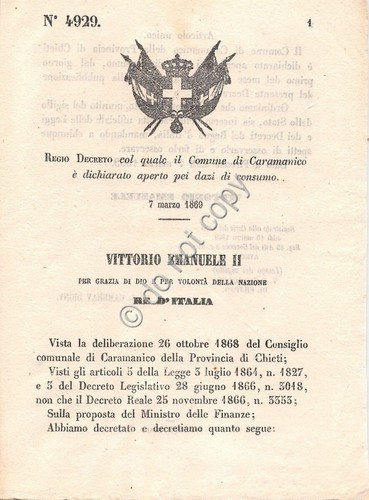 N° 4929.
1
REGIO DECRETO col quale il Comune di Caramanico
è dichiarato aperto pei dazi di consumo.
7 marzo 1869
VITTORIO EMANUELE II
PER GRAZIA DI DIO E PER VOLONTÀ DELLA NAZIONE
RE D'ITALIA
Vista la deliberazione 26 ottobre 1868 del Consiglio
comunale di Caramanico della Provincia di Chieti;
Visti gli articoli 5 della Legge 3 luglio 1864, n. 1827,
e 3 del Decreto Legislativo 28 giugno 1866, n. 3018,
non che il Decreto Reale 25 novembre 1866, n. 3353;
Sulla proposta del Ministro delle Finanze;
Abbiamo decretato e decretiamo quanto segue:
© do not copy